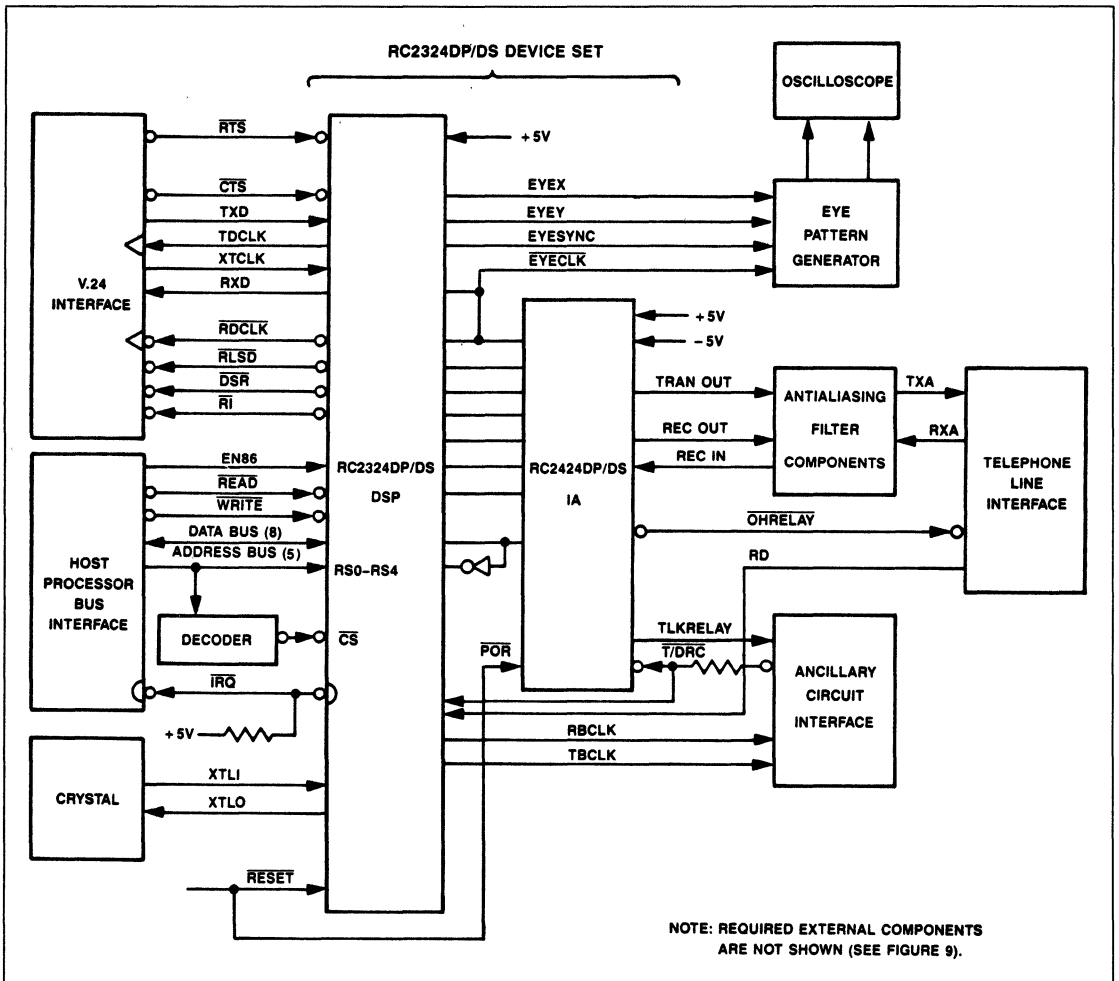 RC2324DP/DS DEVICE SET
OSCILLOSCOPE
V.24
INTERFACE
RTS
CTS
TXD
TDCLK
XTCLK
RXD
RDCLK
RLSD
DSR
RI
+5V
EYEX
EYEY
EYESYNC
EYECLK
EYE
PATTERN
GENERATOR
+5V
-5V
TRAN OUT
REC OUT
REC IN
ANTIALIASING
FILTER
COMPONENTS
TXA
RXA
TELEPHONE
LINE
INTERFACE
HOST
PROCESSOR
BUS
INTERFACE
EN86
READ
WRITE
DATA BUS (8)
ADDRESS BUS (5)
RC2324DP/DS
DSP
RS0-RS4
RC2424DP/DS
IA
OHRELAY
RD
DECODER
CS
IRQ
+5V
POR
TLKRELAY
T/DRC
RBCLK
TBCLK
ANCILLARY
CIRCUIT
INTERFACE
CRYSTAL
XTLI
XTLO
RESET
NOTE: REQUIRED EXTERNAL COMPONENTS
ARE NOT SHOWN (SEE FIGURE 9).